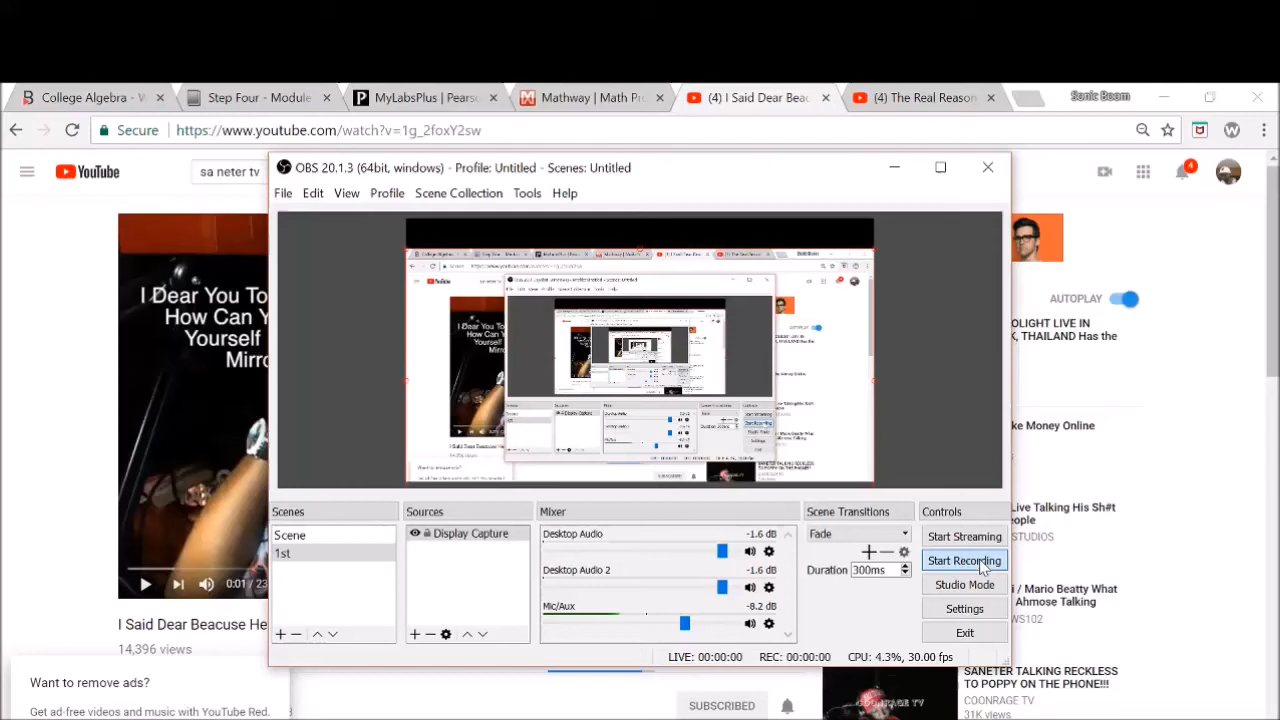 College Algebra - W
Step Four - Module
MyLabPlus | Pears
Mathway | Math Pr
(4) I Said Dear Bea
(4) The Real Reason
Sonic Boom
Secure
https://www.youtube.com/watch?v=1g_2foxY2sw
YouTube
sa neter tv
4
OBS 20.1.3 (64bit, windows) - Profile: Untitled - Scenes: Untitled
File Edit View Profile Scene Collection Tools Help
I Dear You To
How Can Y
Yourself
Mirro
AUTOPLAY
OLIGHT LIVE IN
K, THAILAND Has the
ke Money Online
Live Talking His Sh#t
eople
STUDIOS
i / Mario Beatty What
Ahmose Talking
WS102
0:01 / 23
I Said Dear Beacuse He
14,396 views
Scenes
Scene
1st
Sources
Display Capture
Mixer
Desktop Audio -1.6 dB
Desktop Audio 2 -1.6 dB
Mic/Aux -8.2 dB
Scene Transitions
Fade
Duration 300ms
Controls
Start Streaming
Start Recording
Studio Mode
Settings
Exit
LIVE: 00:00:00 REC: 00:00:00 CPU: 4.3%, 30.00 fps
Want to remove ads?
Get ad-free videos and music with YouTube Red.
SUBSCRIBED
COONRAGE TV
SANETER TALKING RECKLESS
TO POPPY ON THE PHONE!!!
COONRAGE TV
31K views